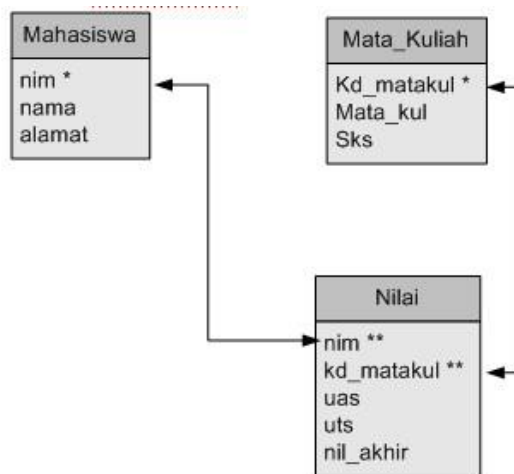 Mahasiswa
nim *
nama
alamat
Mata_Kuliah
Kd_matakul *
Mata_kul
Sks
Nilai
nim **
kd_matakul **
uas
uts
nil_akhir